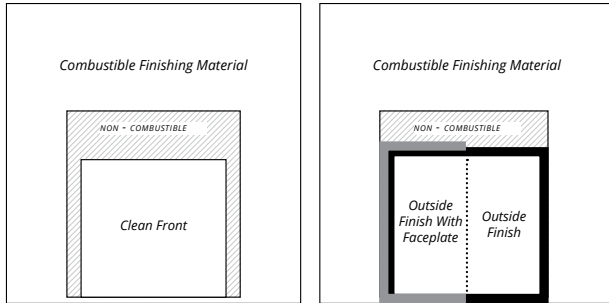 Combustible Finishing Material
NON - COMBUSTIBLE
Clean Front
Combustible Finishing Material
NON - COMBUSTIBLE
Outside
Finish With
Faceplate
Outside
Finish